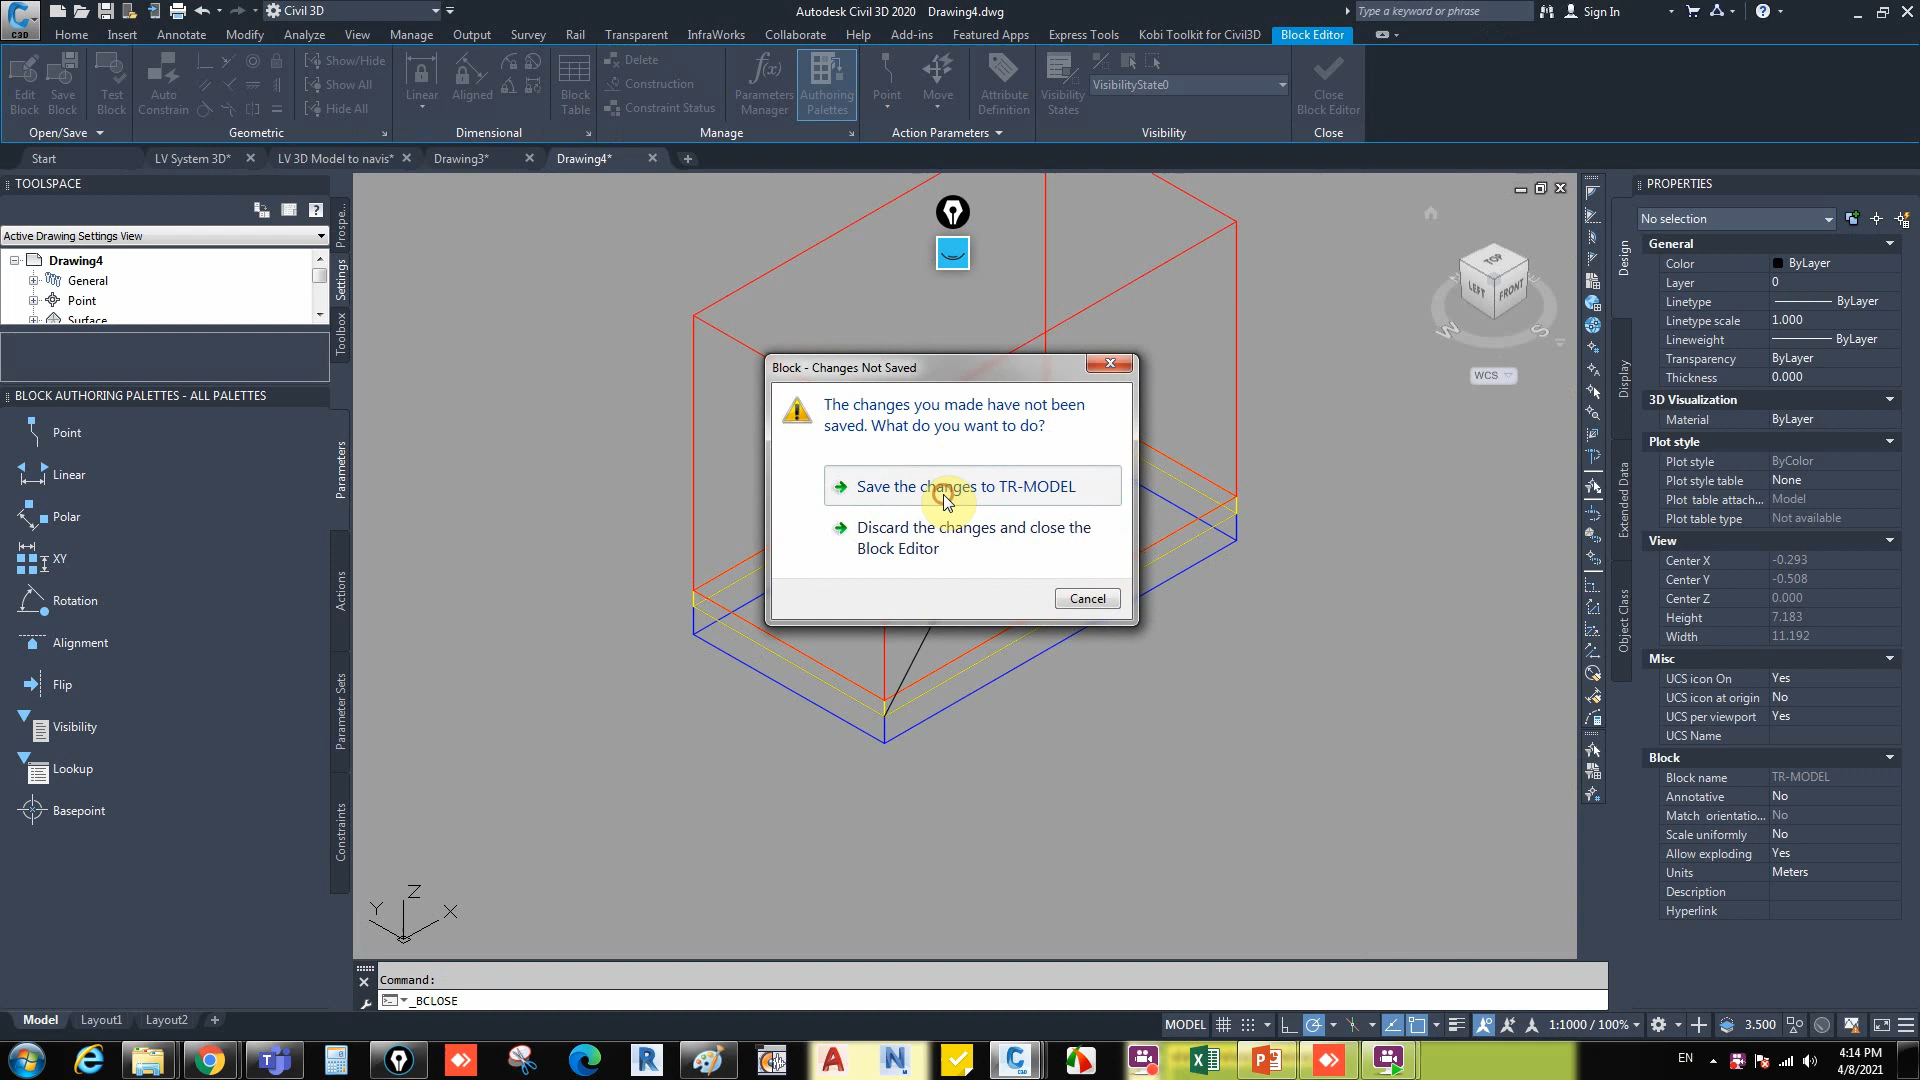 C3D
Civil 3D
Autodesk Civil 3D 2020 Drawing4.dwg
Type a keyword or phrase
Sign In
Home Insert Annotate Modify Analyze View Manage Output Survey Rail Transparent InfraWorks Collaborate Help Add-ins Featured Apps Express Tools Kobi Toolkit for Civil3D Block Editor
Edit Block
Save Block
Test Block
Auto Constrain
Show/Hide
Show All
Hide All
Linear
Aligned
Block Table
Delete
Construction
Constraint Status
Parameters Manager
Authoring Palettes
Point
Move
Attribute Definition
Visibility States
VisibilityState0
Close Block Editor
Open/Save
Geometric
Dimensional
Manage
Action Parameters
Visibility
Close
Start
LV System 3D*
LV 3D Model to navis*
Drawing3*
Drawing4*
TOOLSPACE
Active Drawing Settings View
Drawing4
General
Point
Surface
Prospe...
Settings
Toolbox
BLOCK AUTHORING PALETTES - ALL PALETTES
Point
Linear
Polar
XY
Rotation
Alignment
Flip
Visibility
Lookup
Basepoint
Parameters
Actions
Parameter Sets
Constraints
Block - Changes Not Saved
The changes you made have not been
saved. What do you want to do?
Save the changes to TR-MODEL
Discard the changes and close the
Block Editor
Cancel
TOP
LEFT
FRONT
W
S
WCS
Z
Y
X
PROPERTIES
No selection
Design
Display
Extended Data
Object Class
General
Color ByLayer
Layer 0
Linetype ByLayer
Linetype scale 1.000
Lineweight ByLayer
Transparency ByLayer
Thickness 0.000
3D Visualization
Material ByLayer
Plot style
Plot style ByColor
Plot style table None
Plot table attach... Model
Plot table type Not available
View
Center X -0.293
Center Y -0.508
Center Z 0.000
Height 7.183
Width 11.192
Misc
UCS icon On Yes
UCS icon at origin No
UCS per viewport Yes
UCS Name
Block
Block name TR-MODEL
Annotative No
Match orientatio... No
Scale uniformly No
Allow exploding Yes
Units Meters
Description
Hyperlink
Command:
_BCLOSE
Model Layout1 Layout2
MODEL
1:1000 / 100%
3.500
EN
4:14 PM
4/8/2021